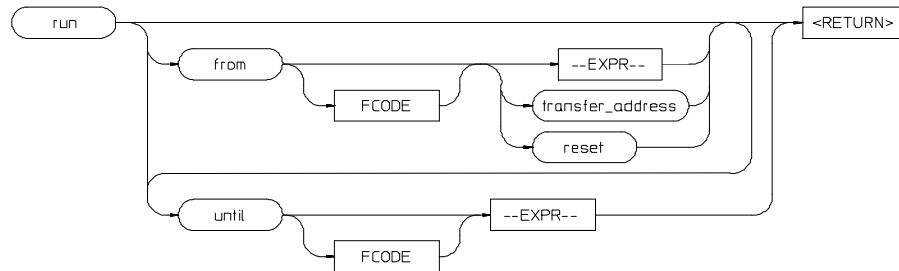 run
<RETURN>
from
--EXPR--
FCODE
transfer_address
reset
until
--EXPR--
FCODE